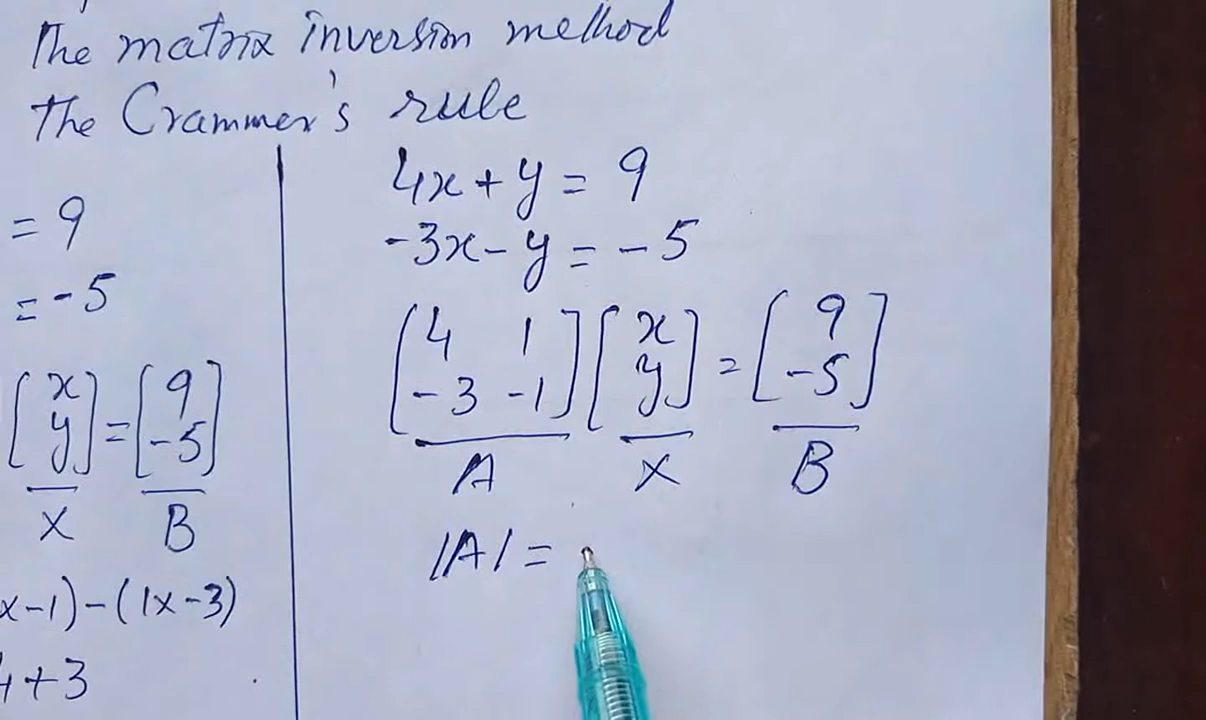 The matrix inversion method
the Crammer's rule
= 9
= -5
[x y] = [9 -5]
X B
x-1)-(1x-3)
4+3
4x + y = 9
-3x - y = -5
[4 1 -3 -1] [x y] = [9 -5]
A X B
|A| =